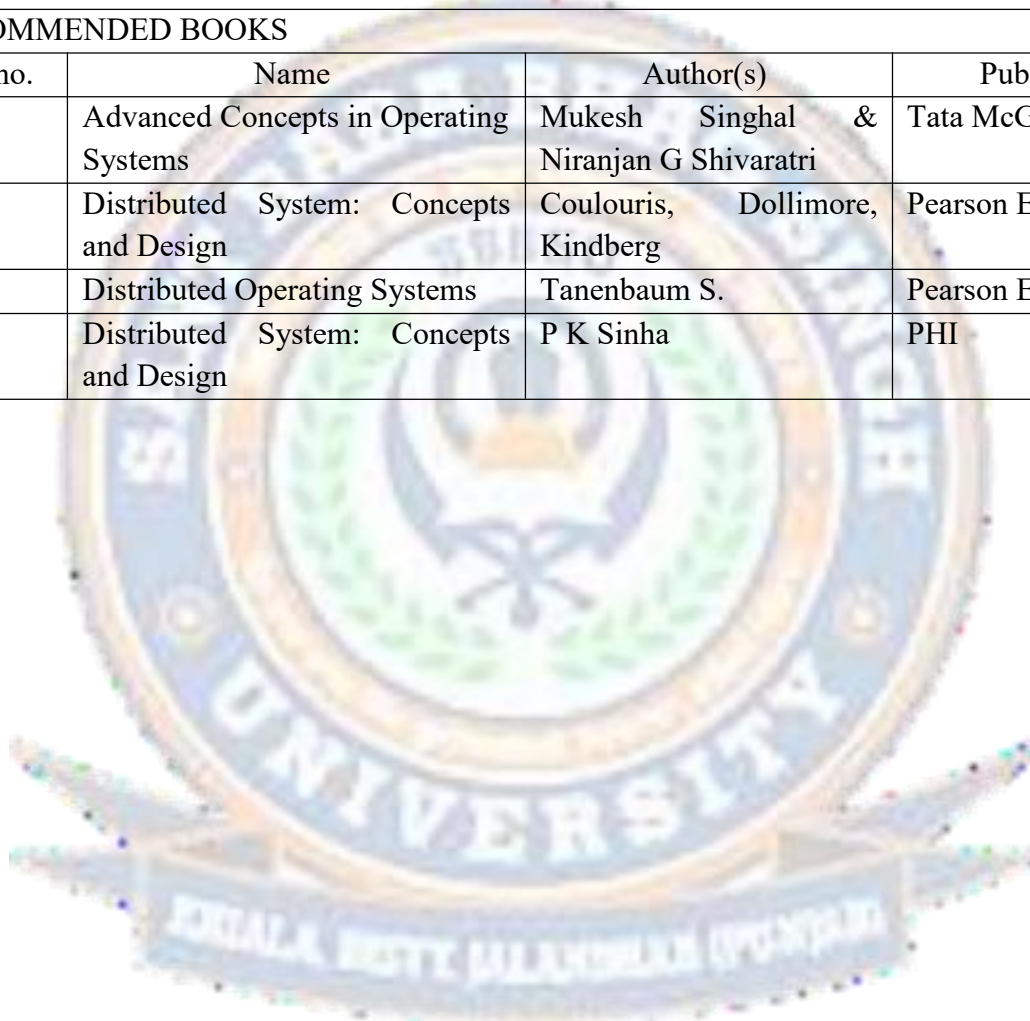 OMMENDED BOOKS
no. Name Author(s) Pub
Advanced Concepts in Operating Mukesh Singhal & Tata McG
Systems Niranjan G Shivaratri
Distributed System: Concepts Coulouris, Dollimore, Pearson E
and Design Kindberg
Distributed Operating Systems Tanenbaum S. Pearson E
Distributed System: Concepts P K Sinha PHI
and Design
SINGH
UNIVERSITY